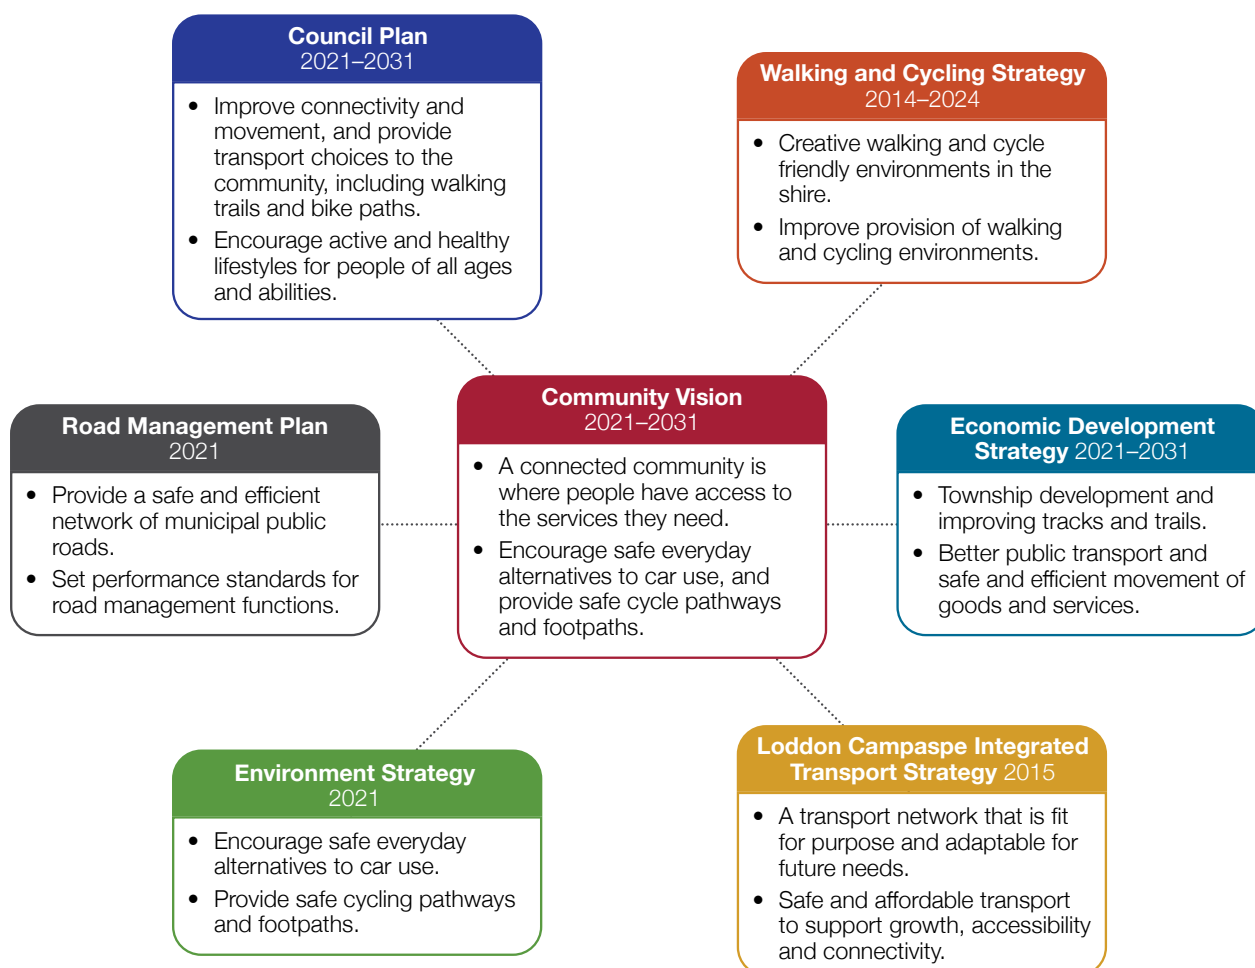 Council Plan
2021–2031
• Improve connectivity and
movement, and provide
transport choices to the
community, including walking
trails and bike paths.
• Encourage active and healthy
lifestyles for people of all ages
and abilities.
Walking and Cycling Strategy
2014–2024
• Creative walking and cycle
friendly environments in the
shire.
• Improve provision of walking
and cycling environments.
Road Management Plan
2021
• Provide a safe and efficient
network of municipal public
roads.
• Set performance standards for
road management functions.
Community Vision
2021–2031
• A connected community is
where people have access to
the services they need.
• Encourage safe everyday
alternatives to car use, and
provide safe cycle pathways
and footpaths.
Economic Development
Strategy 2021–2031
• Township development and
improving tracks and trails.
• Better public transport and
safe and efficient movement of
goods and services.
Environment Strategy
2021
• Encourage safe everyday
alternatives to car use.
• Provide safe cycling pathways
and footpaths.
Loddon Campaspe Integrated
Transport Strategy 2015
• A transport network that is fit
for purpose and adaptable for
future needs.
• Safe and affordable transport
to support growth, accessibility
and connectivity.